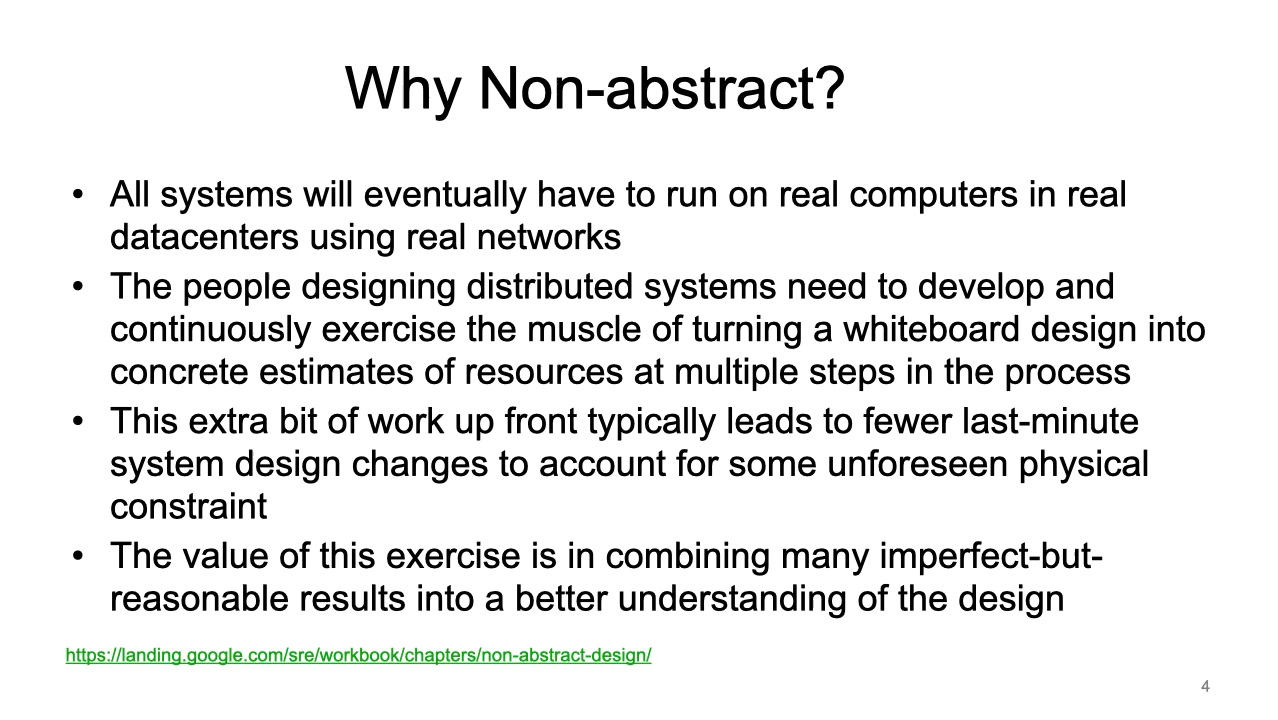 Why Non-abstract?
• All systems will eventually have to run on real computers in real
datacenters using real networks
• The people designing distributed systems need to develop and
continuously exercise the muscle of turning a whiteboard design into
concrete estimates of resources at multiple steps in the process
• This extra bit of work up front typically leads to fewer last-minute
system design changes to account for some unforeseen physical
constraint
• The value of this exercise is in combining many imperfect-but-
reasonable results into a better understanding of the design
https://landing.google.com/sre/workbook/chapters/non-abstract-design/
4